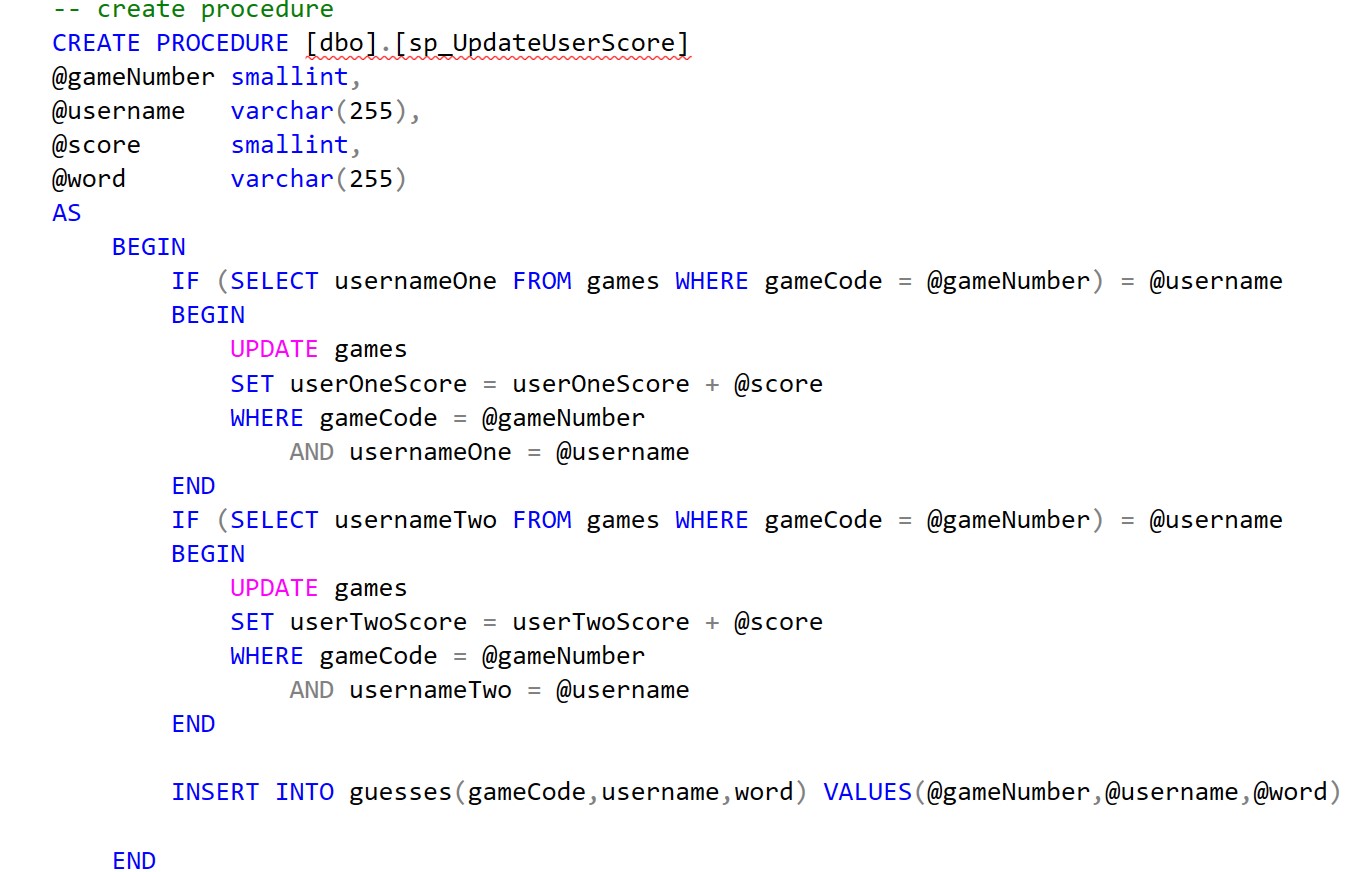 -- create procedure
CREATE PROCEDURE [dbo].[sp_UpdateUserScore]
@gameNumber smallint,
@username   varchar(255),
@score      smallint,
@word       varchar(255)
AS
    BEGIN
        IF (SELECT usernameOne FROM games WHERE gameCode = @gameNumber) = @username
        BEGIN
            UPDATE games
            SET userOneScore = userOneScore + @score
            WHERE gameCode = @gameNumber
                AND usernameOne = @username
        END
        IF (SELECT usernameTwo FROM games WHERE gameCode = @gameNumber) = @username
        BEGIN
            UPDATE games
            SET userTwoScore = userTwoScore + @score
            WHERE gameCode = @gameNumber
                AND usernameTwo = @username
        END

        INSERT INTO guesses(gameCode,username,word) VALUES(@gameNumber,@username,@word)

    END